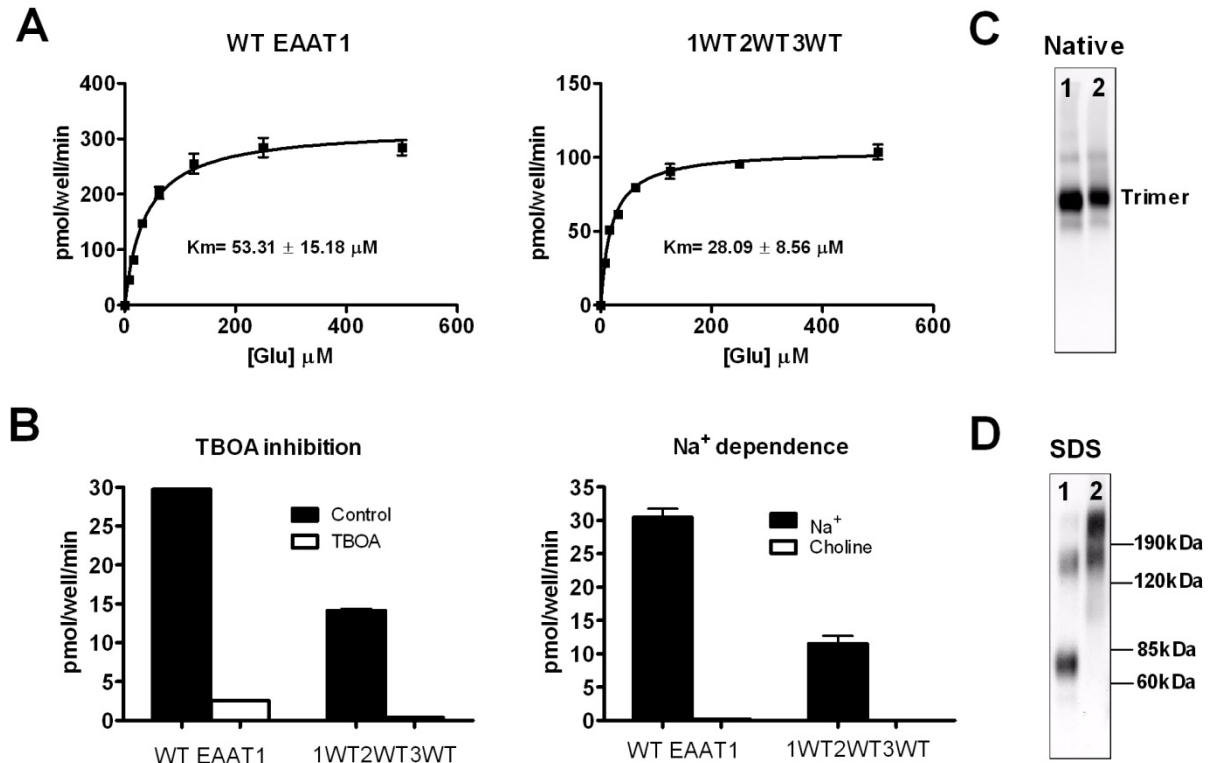 A
WT EAAT1
pmol/well/min
400
300
200
100
0
Km= 53.31 ± 15.18 μM
0 200 400 600
[Glu] μM
1WT2WT3WT
pmol/well/min
150
100
50
0
Km= 28.09 ± 8.56 μM
0 200 400 600
[Glu] μM
B
TBOA inhibition
pmol/well/min
30
25
20
15
10
5
0
Control
TBOA
WT EAAT1 1WT2WT3WT
Na+ dependence
pmol/well/min
35
30
25
20
15
10
5
0
Na+
Choline
WT EAAT1 1WT2WT3WT
C
Native
1 2
Trimer
D
SDS
1 2
190kDa
120kDa
85kDa
60kDa